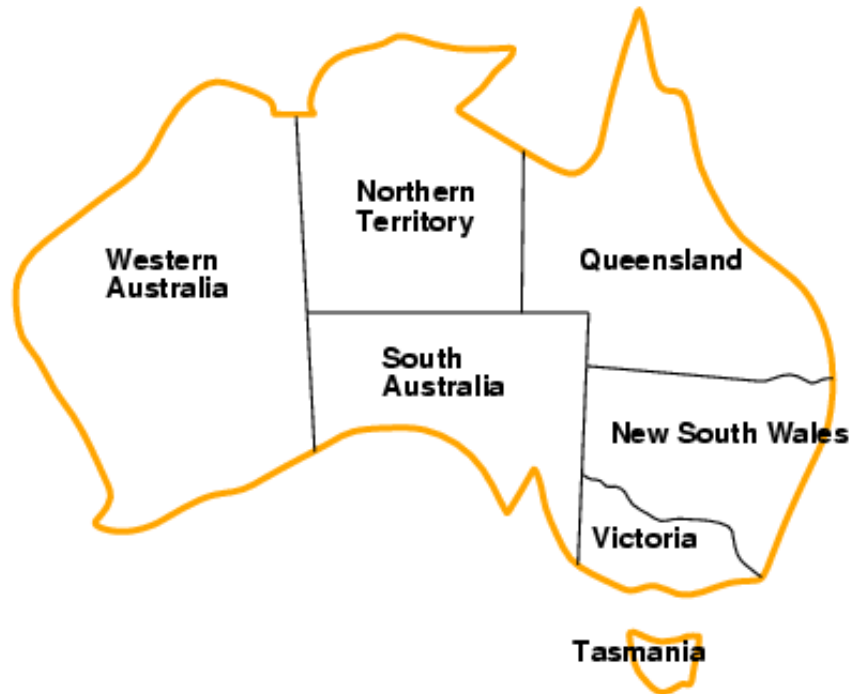 Northern
Territory
Western
Australia
Queensland
South
Australia
New South Wales
Victoria
Tasmania